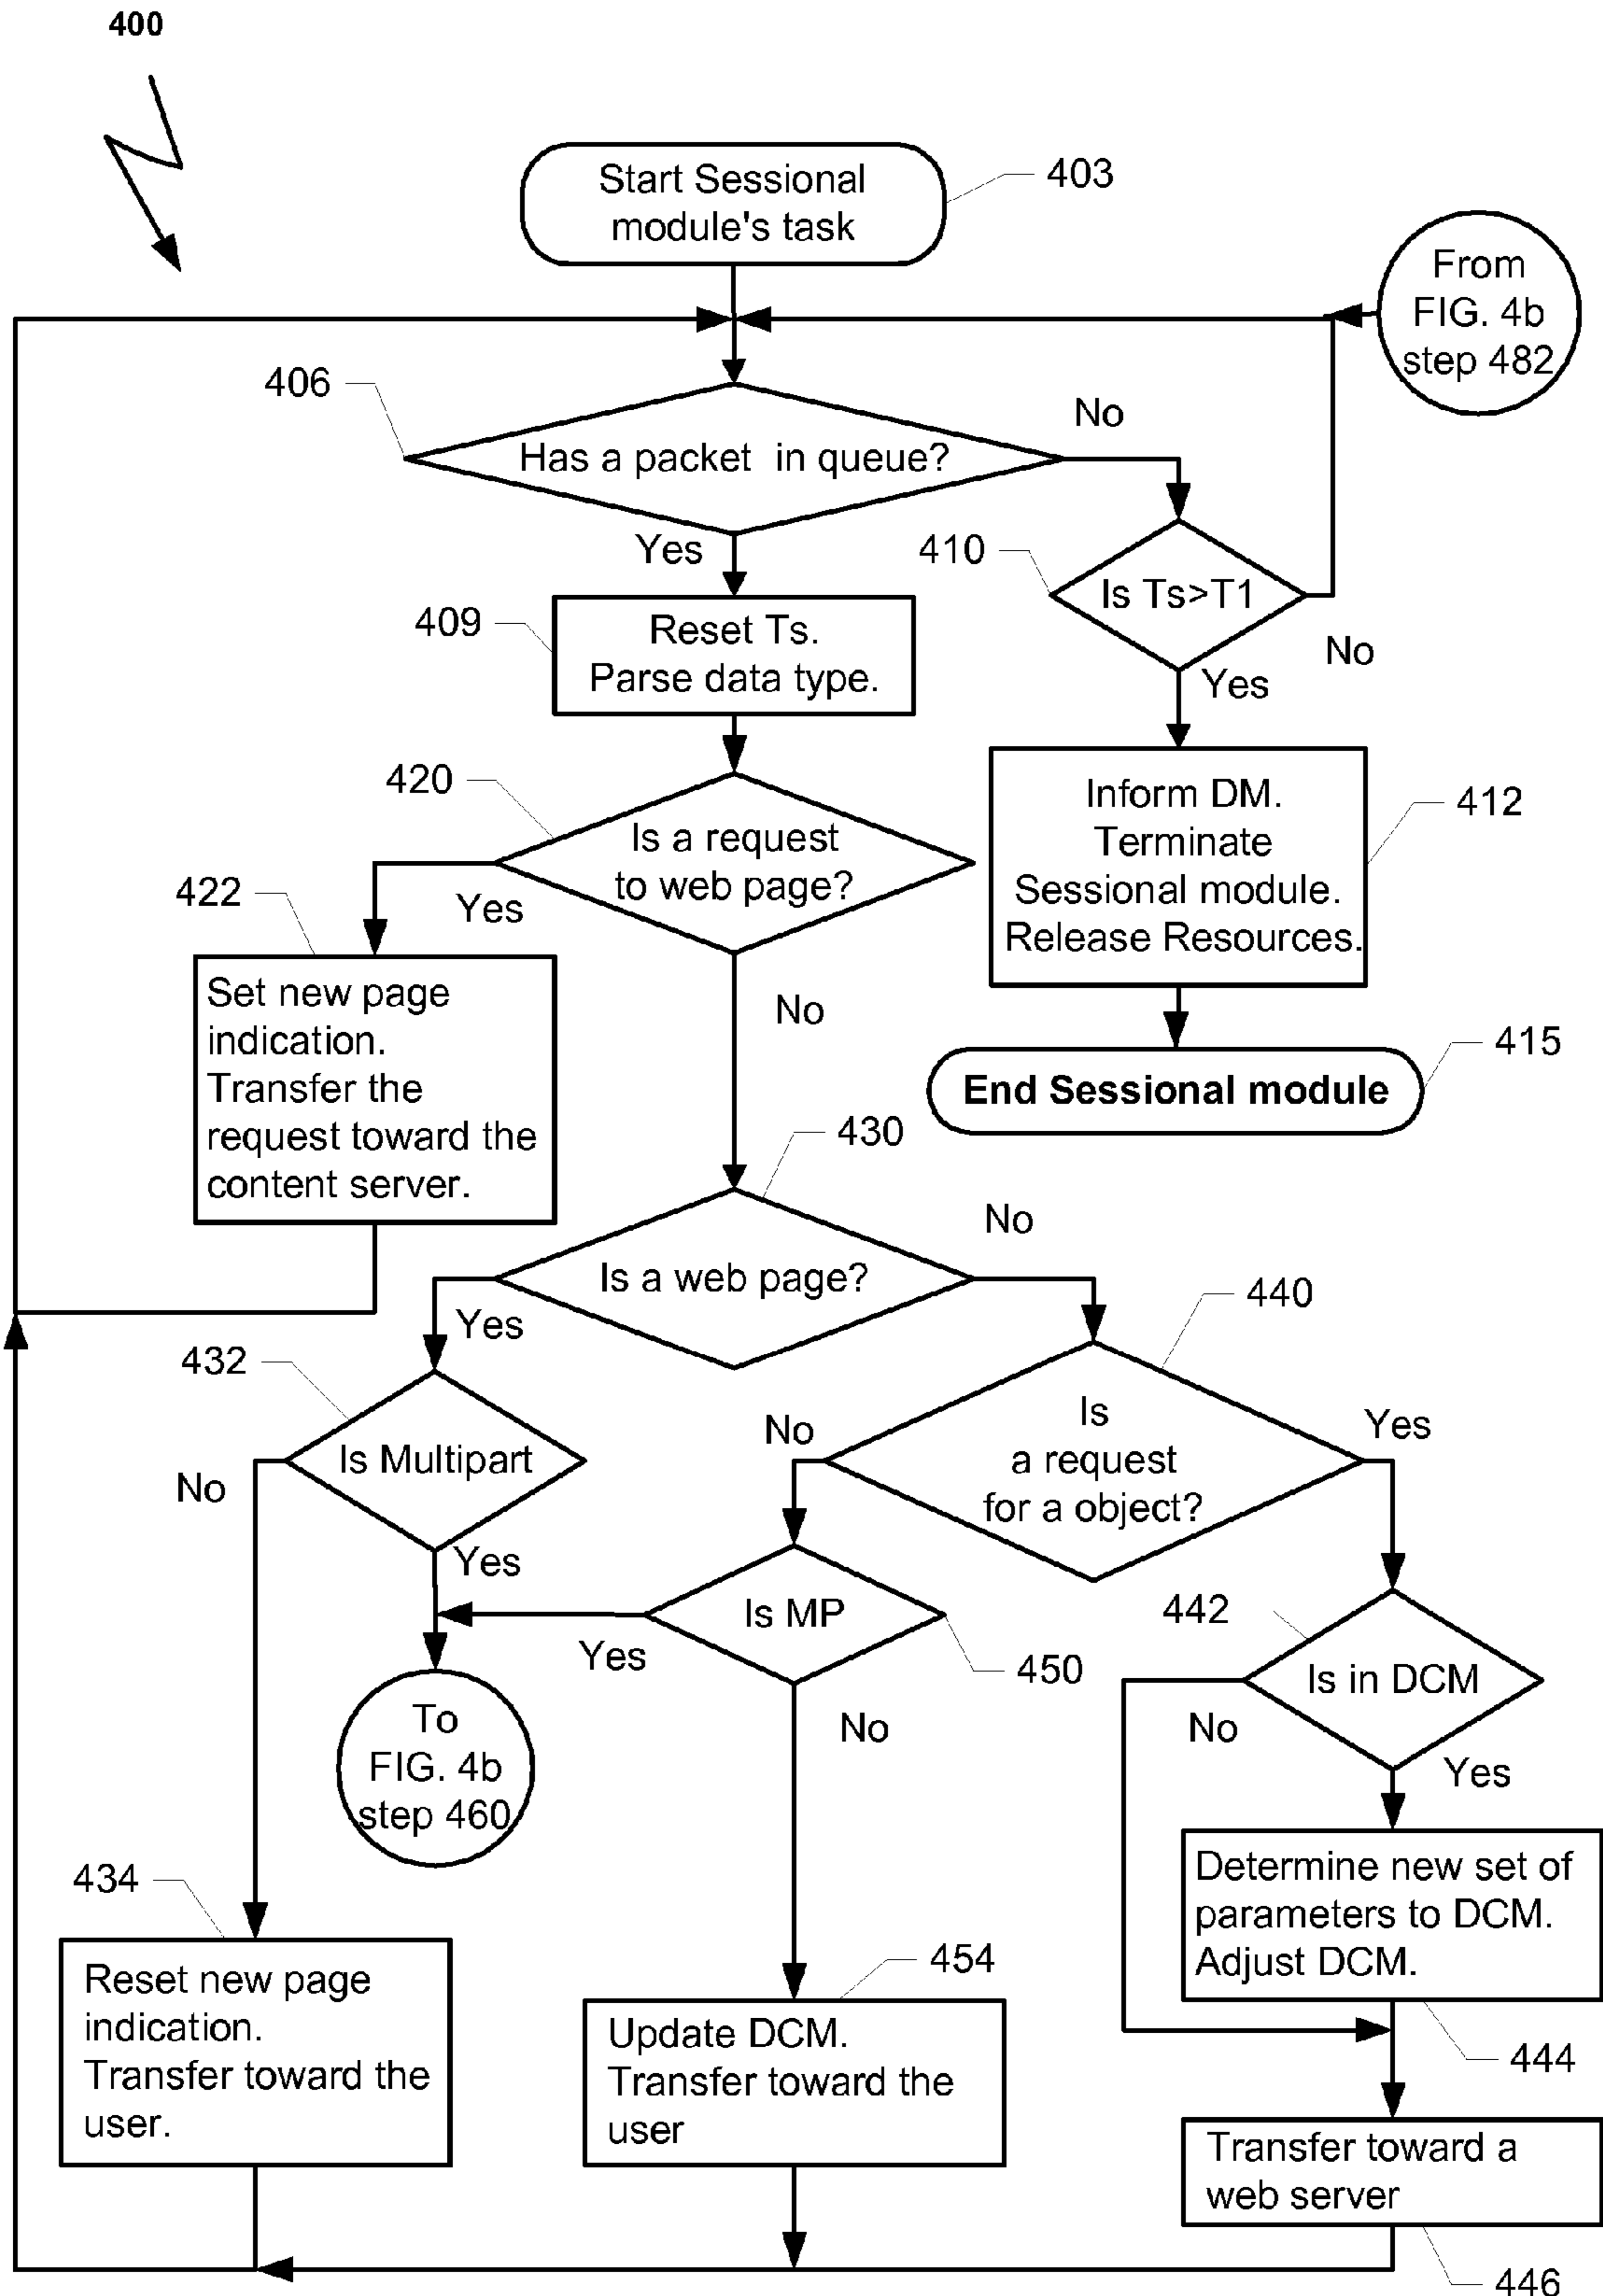 400
Start Sessional
module's task
403
From
FIG. 4b
step 482
406
Has a packet in queue?
No
Yes
410
Is Ts>T1
No
Yes
409
Reset Ts.
Parse data type.
420
Is a request
to web page?
Yes
No
412
Inform DM.
Terminate
Sessional module.
Release Resources.
422
Set new page
indication.
Transfer the
request toward the
content server.
415
End Sessional module
430
Is a web page?
No
Yes
440
Is
a request
for a object?
No
Yes
432
Is Multipart
No
Yes
Is MP
450
Yes
No
442
Is in DCM
No
Yes
To
FIG. 4b
step 460
Determine new set of
parameters to DCM.
Adjust DCM.
444
434
Reset new page
indication.
Transfer toward the
user.
454
Update DCM.
Transfer toward the
user
Transfer toward a
web server
446